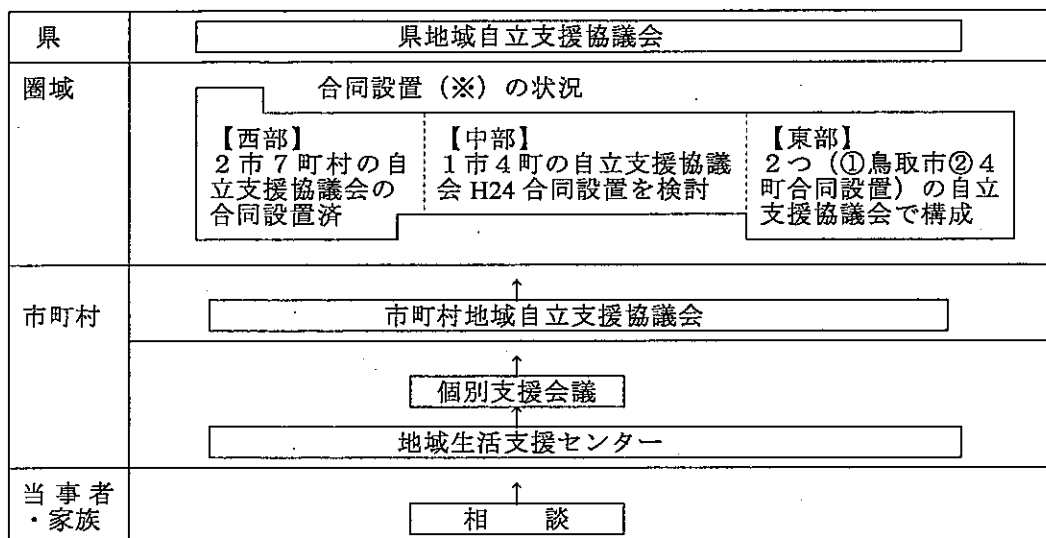 県
県地域自立支援協議会
圏域
合同設置（※）の状況
【西部】
２市７町村の自
立支援協議会の
合同設置済
【中部】
１市４町の自立支援協議
会 H24 合同設置を検討
【東部】
２つ（①鳥取市②４
町合同設置）の自立
支援協議会で構成
市町村
↑
市町村地域自立支援協議会
↑
個別支援会議
↑
地域生活支援センター
当事者
・家族
↑
相　談